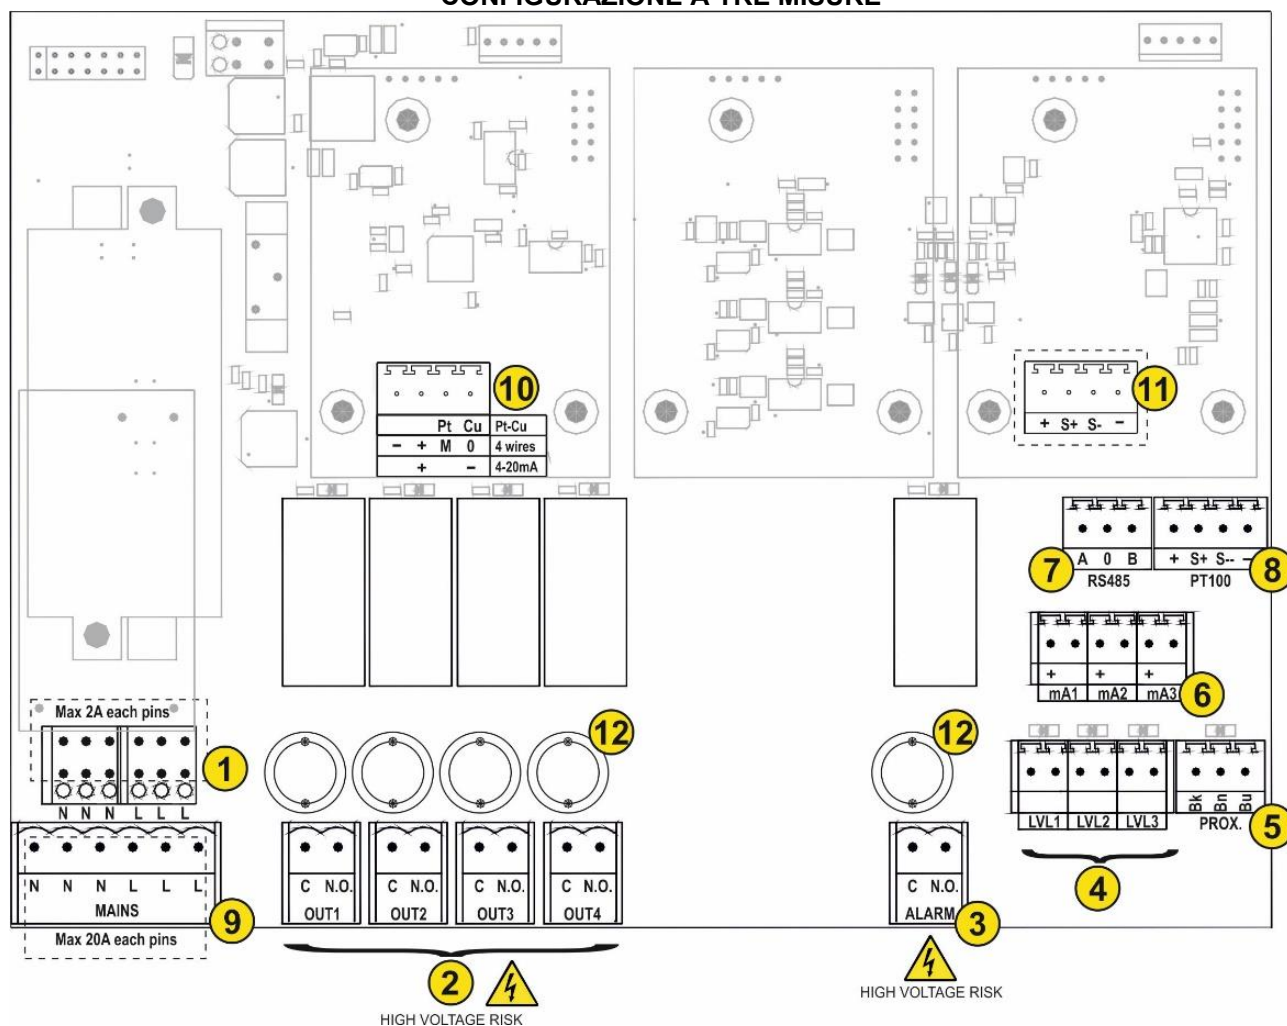 CONFIGURAZIONE A TRE MISURE
10
Pt Cu Pt-Cu
- + M 0 4 wires
+ - 4-20mA
11
+ S+ S- -
7
A 0 B
RS485
+ S+ S-- -
PT100
8
+ + +
mA1 mA2 mA3
6
Max 2A each pins
1
N N N L L L
12
12
LVL1 LVL2 LVL3
4
Bk Bn Bu
PROX.
5
N N N L L L
MAINS
Max 20A each pins
9
C N.O.
OUT1
C N.O.
OUT2
C N.O.
OUT3
C N.O.
OUT4
2
HIGH VOLTAGE RISK
C N.O.
ALARM
3
HIGH VOLTAGE RISK